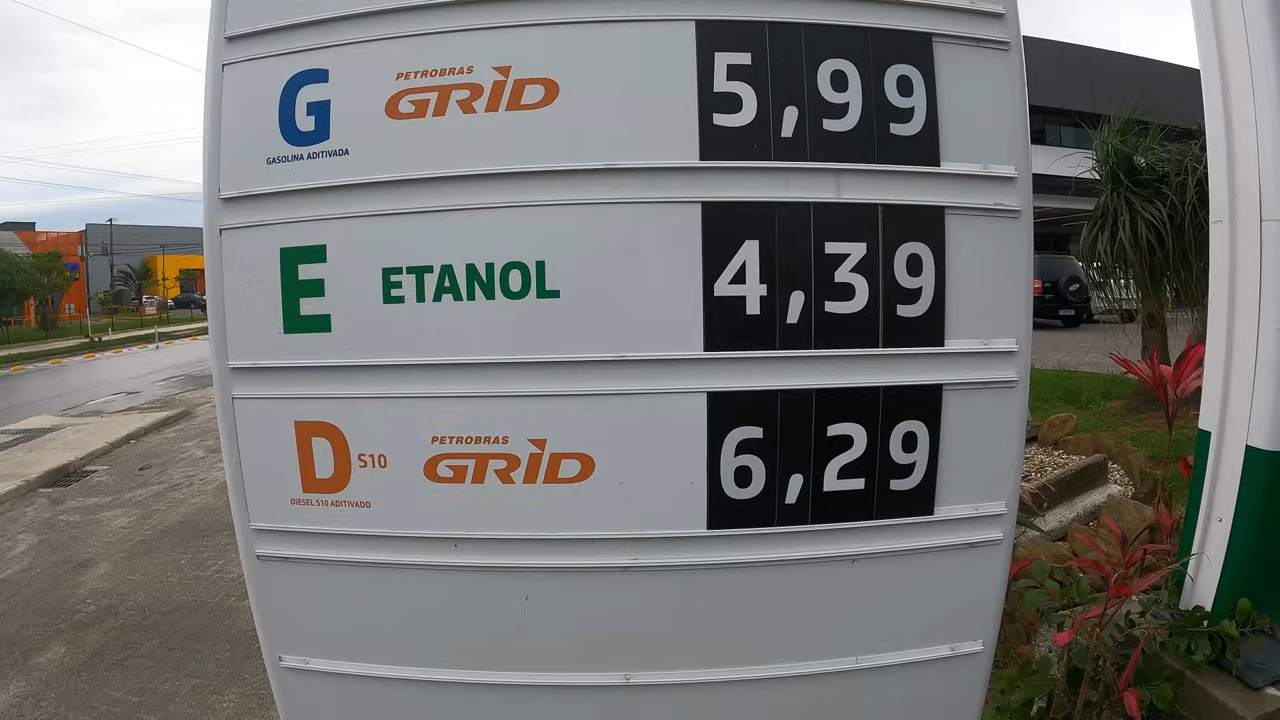 G
GASOLINA ADITIVADA
PETROBRAS
GRID
5,99
E
ETANOL
4,39
D S10
DIESEL S10 ADITIVADO
PETROBRAS
GRID
6,29